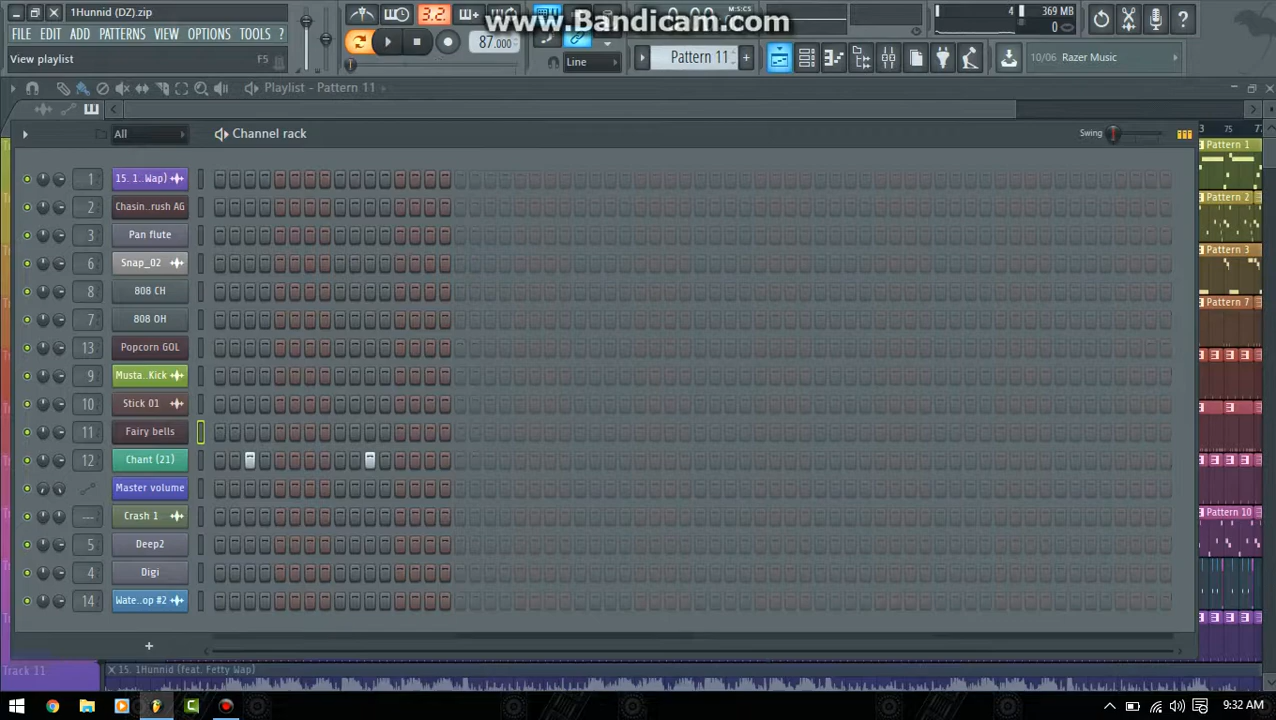 1Hunnid (DZ).zip
www.Bandicam.com
FILE EDIT ADD PATTERNS VIEW OPTIONS TOOLS ?
View playlist F5
3.2
87.000
M:S:CS
4
369 MB
0
Line
Pattern 11
10/06 Razer Music
Playlist - Pattern 11
All
Channel rack
Swing
75
1 15. 1..Wap)
2 Chasin..rush AG
3 Pan flute
6 Snap_02
8 808 CH
7 808 OH
13 Popcorn GOL
9 Musta..Kick
10 Stick 01
11 Fairy bells
12 Chant (21)
Master volume
--- Crash 1
5 Deep2
4 Digi
14 Wate..op #2
Pattern 1
Pattern 2
Pattern 3
Pattern 7
Pattern 10
Track 11
15. 1Hunnid (feat. Fetty Wap)
9:32 AM